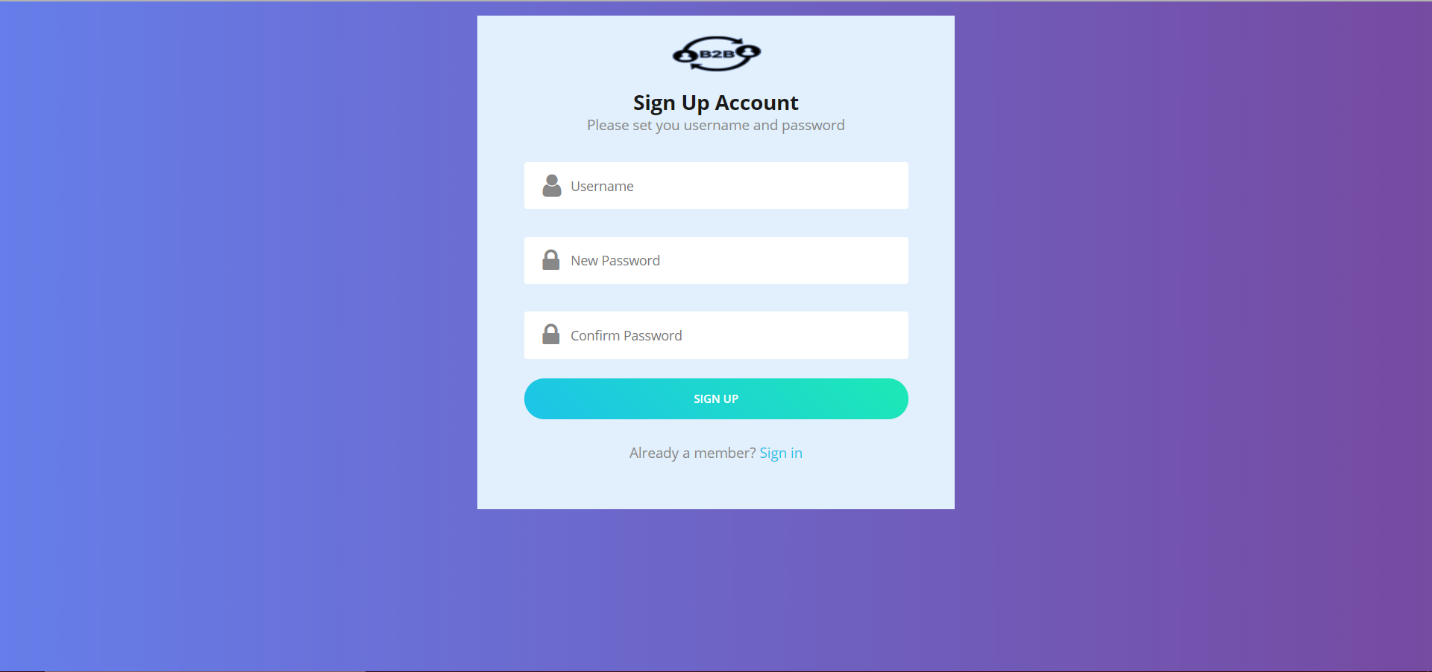 B2B
Sign Up Account
Please set you username and password
Username
New Password
Confirm Password
SIGN UP
Already a member? Sign in